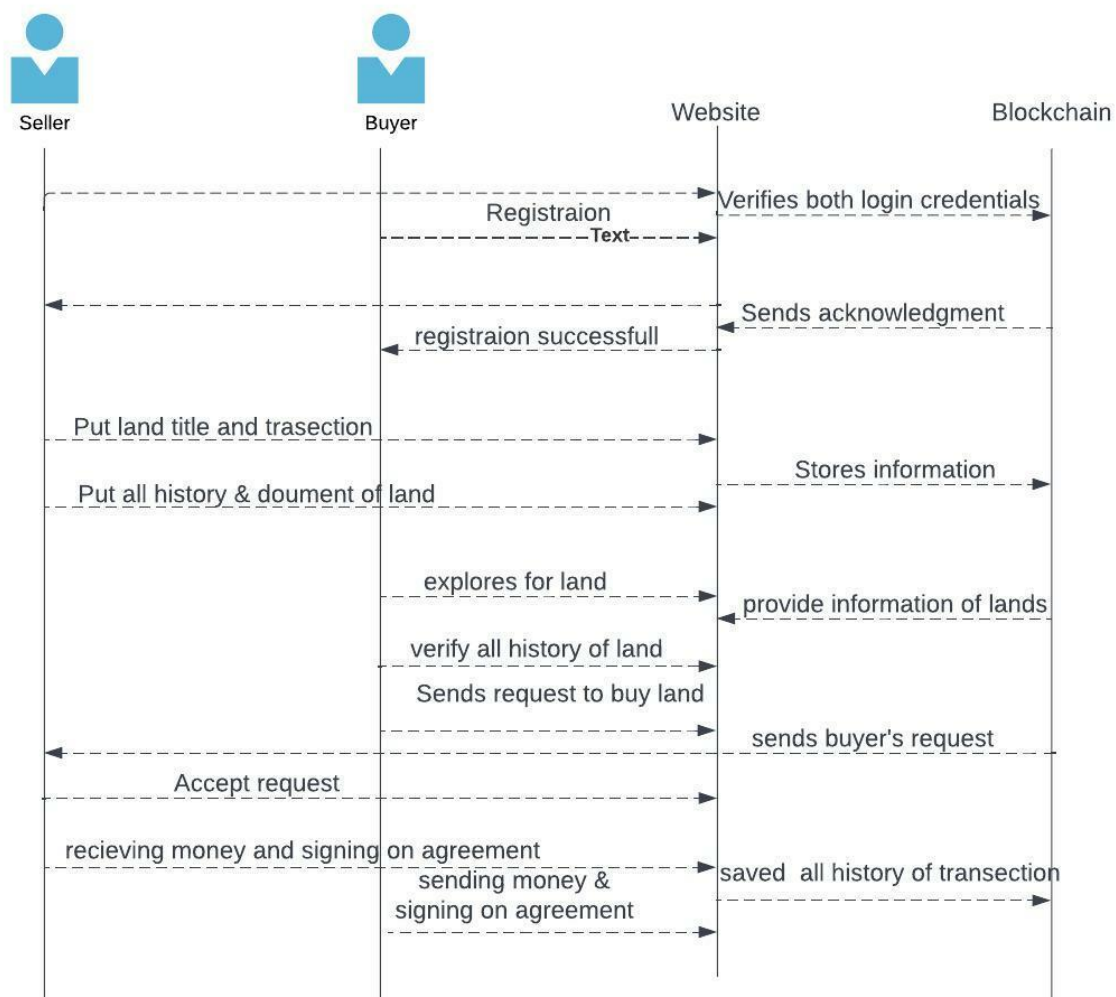 Seller
Buyer
Website
Blockchain
Verifies both login credentials
Registraion
Text
Sends acknowledgment
registraion successfull
Put land title and trasection
Stores information
Put all history & doument of land
explores for land
provide information of lands
verify all history of land
Sends request to buy land
sends buyer's request
Accept request
recieving money and signing on agreement
saved all history of transection
sending money &
signing on agreement